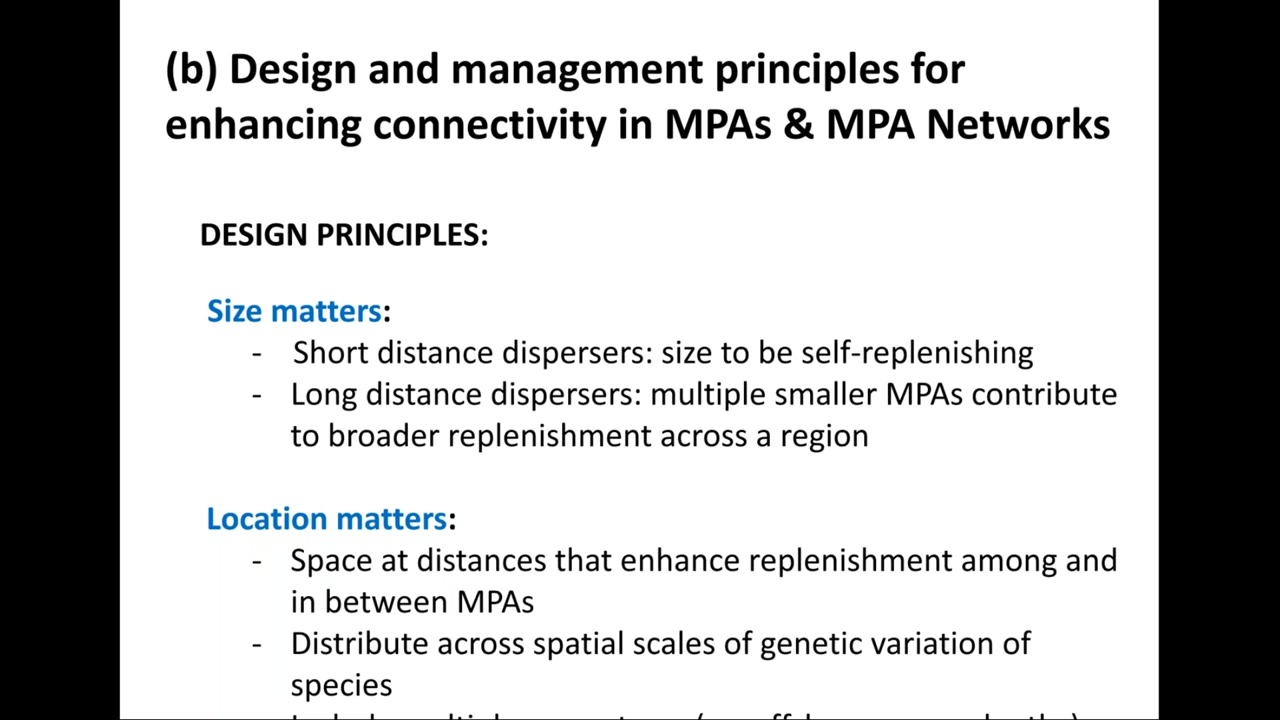 (b) Design and management principles for
enhancing connectivity in MPAs & MPA Networks
DESIGN PRINCIPLES:
Size matters:
- Short distance dispersers: size to be self-replenishing
- Long distance dispersers: multiple smaller MPAs contribute
to broader replenishment across a region
Location matters:
- Space at distances that enhance replenishment among and
in between MPAs
- Distribute across spatial scales of genetic variation of
species